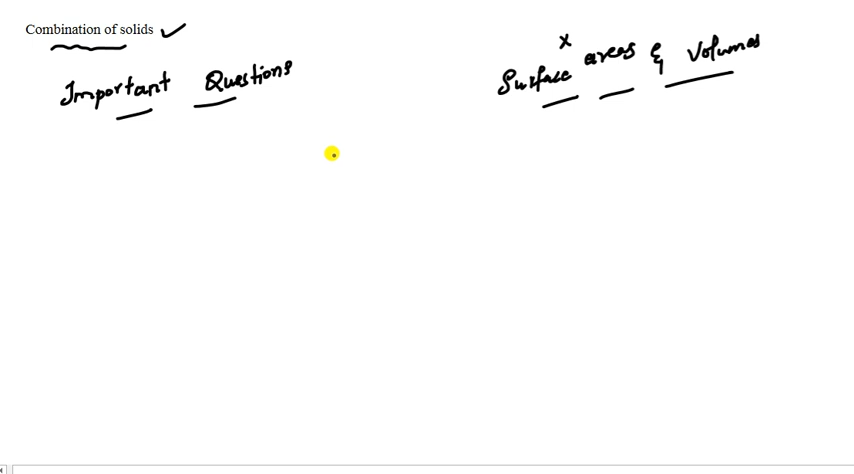 Combination of solids
Important Questions
x
Surface areas & Volumes